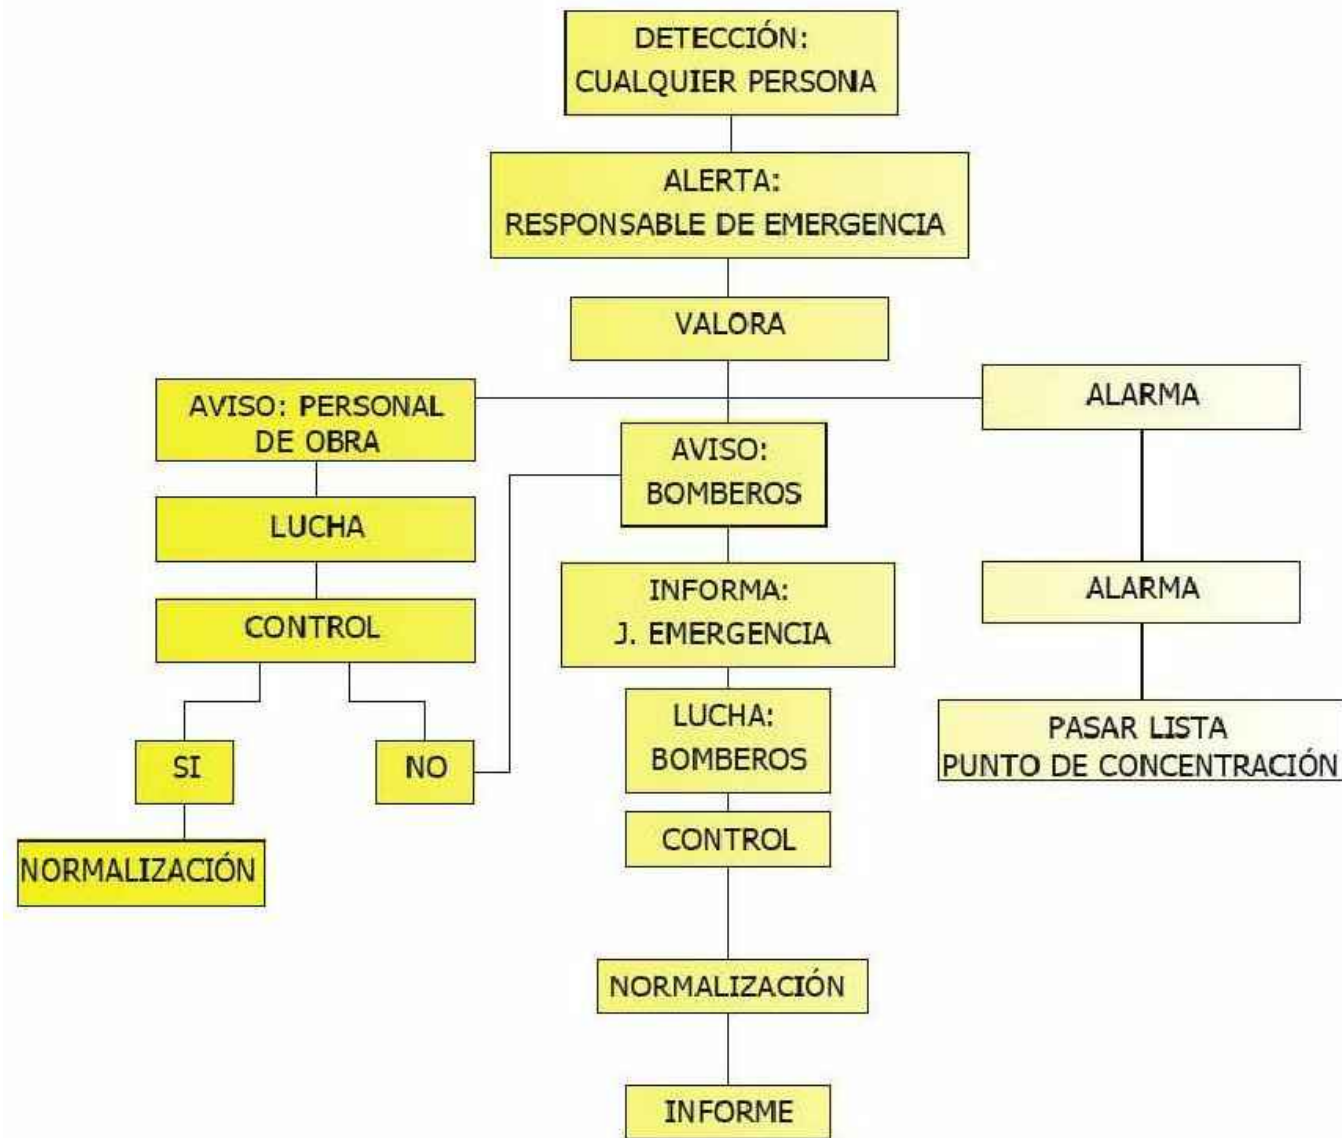 DETECCIÓN:
CUALQUIER PERSONA
ALERTA:
RESPONSABLE DE EMERGENCIA
VALORA
AVISO: PERSONAL
DE OBRA
LUCHA
CONTROL
SI
NO
NORMALIZACIÓN
AVISO:
BOMBEROS
INFORMA:
J. EMERGENCIA
LUCHA:
BOMBEROS
CONTROL
NORMALIZACIÓN
INFORME
ALARMA
ALARMA
PASAR LISTA
PUNTO DE CONCENTRACIÓN